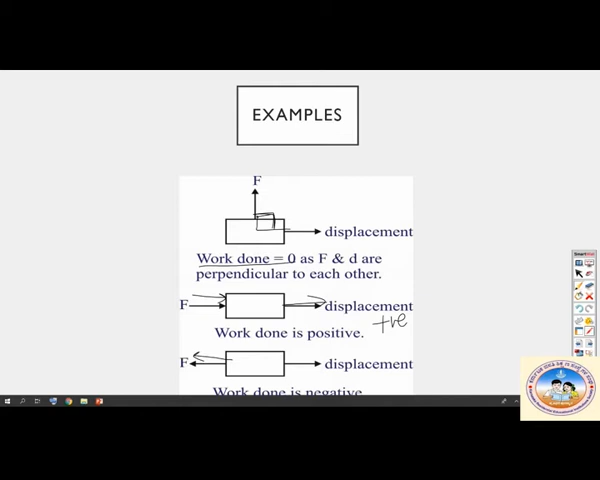 EXAMPLES
F
displacement
Work done = 0 as F & d are
perpendicular to each other.
F displacement
+ve
Work done is positive.
F displacement
Work done is negative